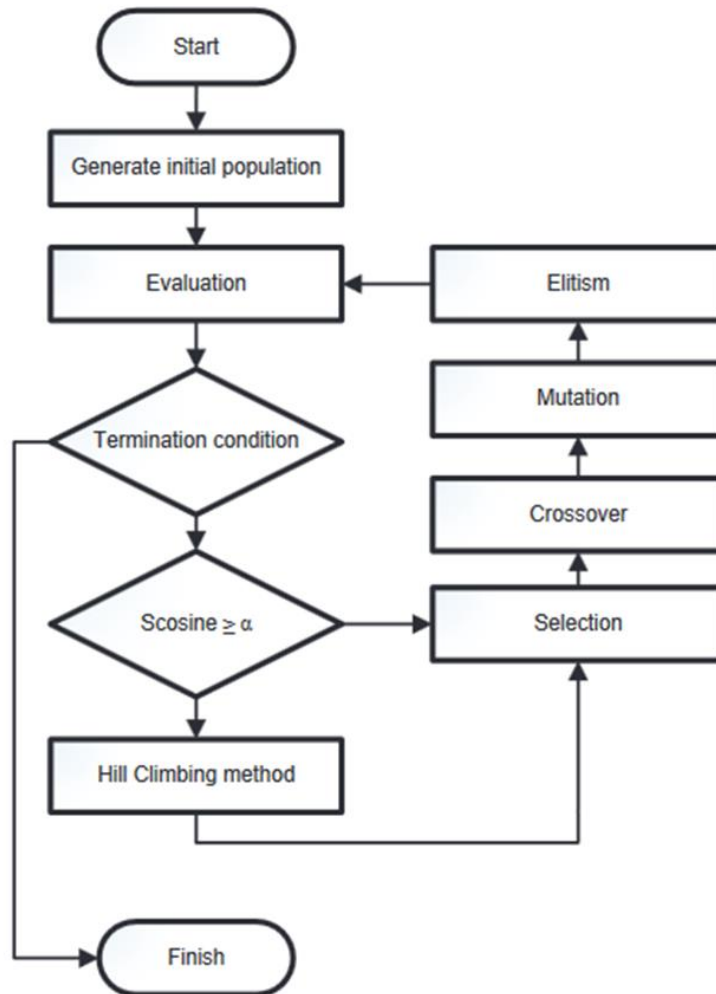 Start
Generate initial population
Evaluation
Elitism
Termination condition
Mutation
Crossover
Scosine ≥ α
Selection
Hill Climbing method
Finish